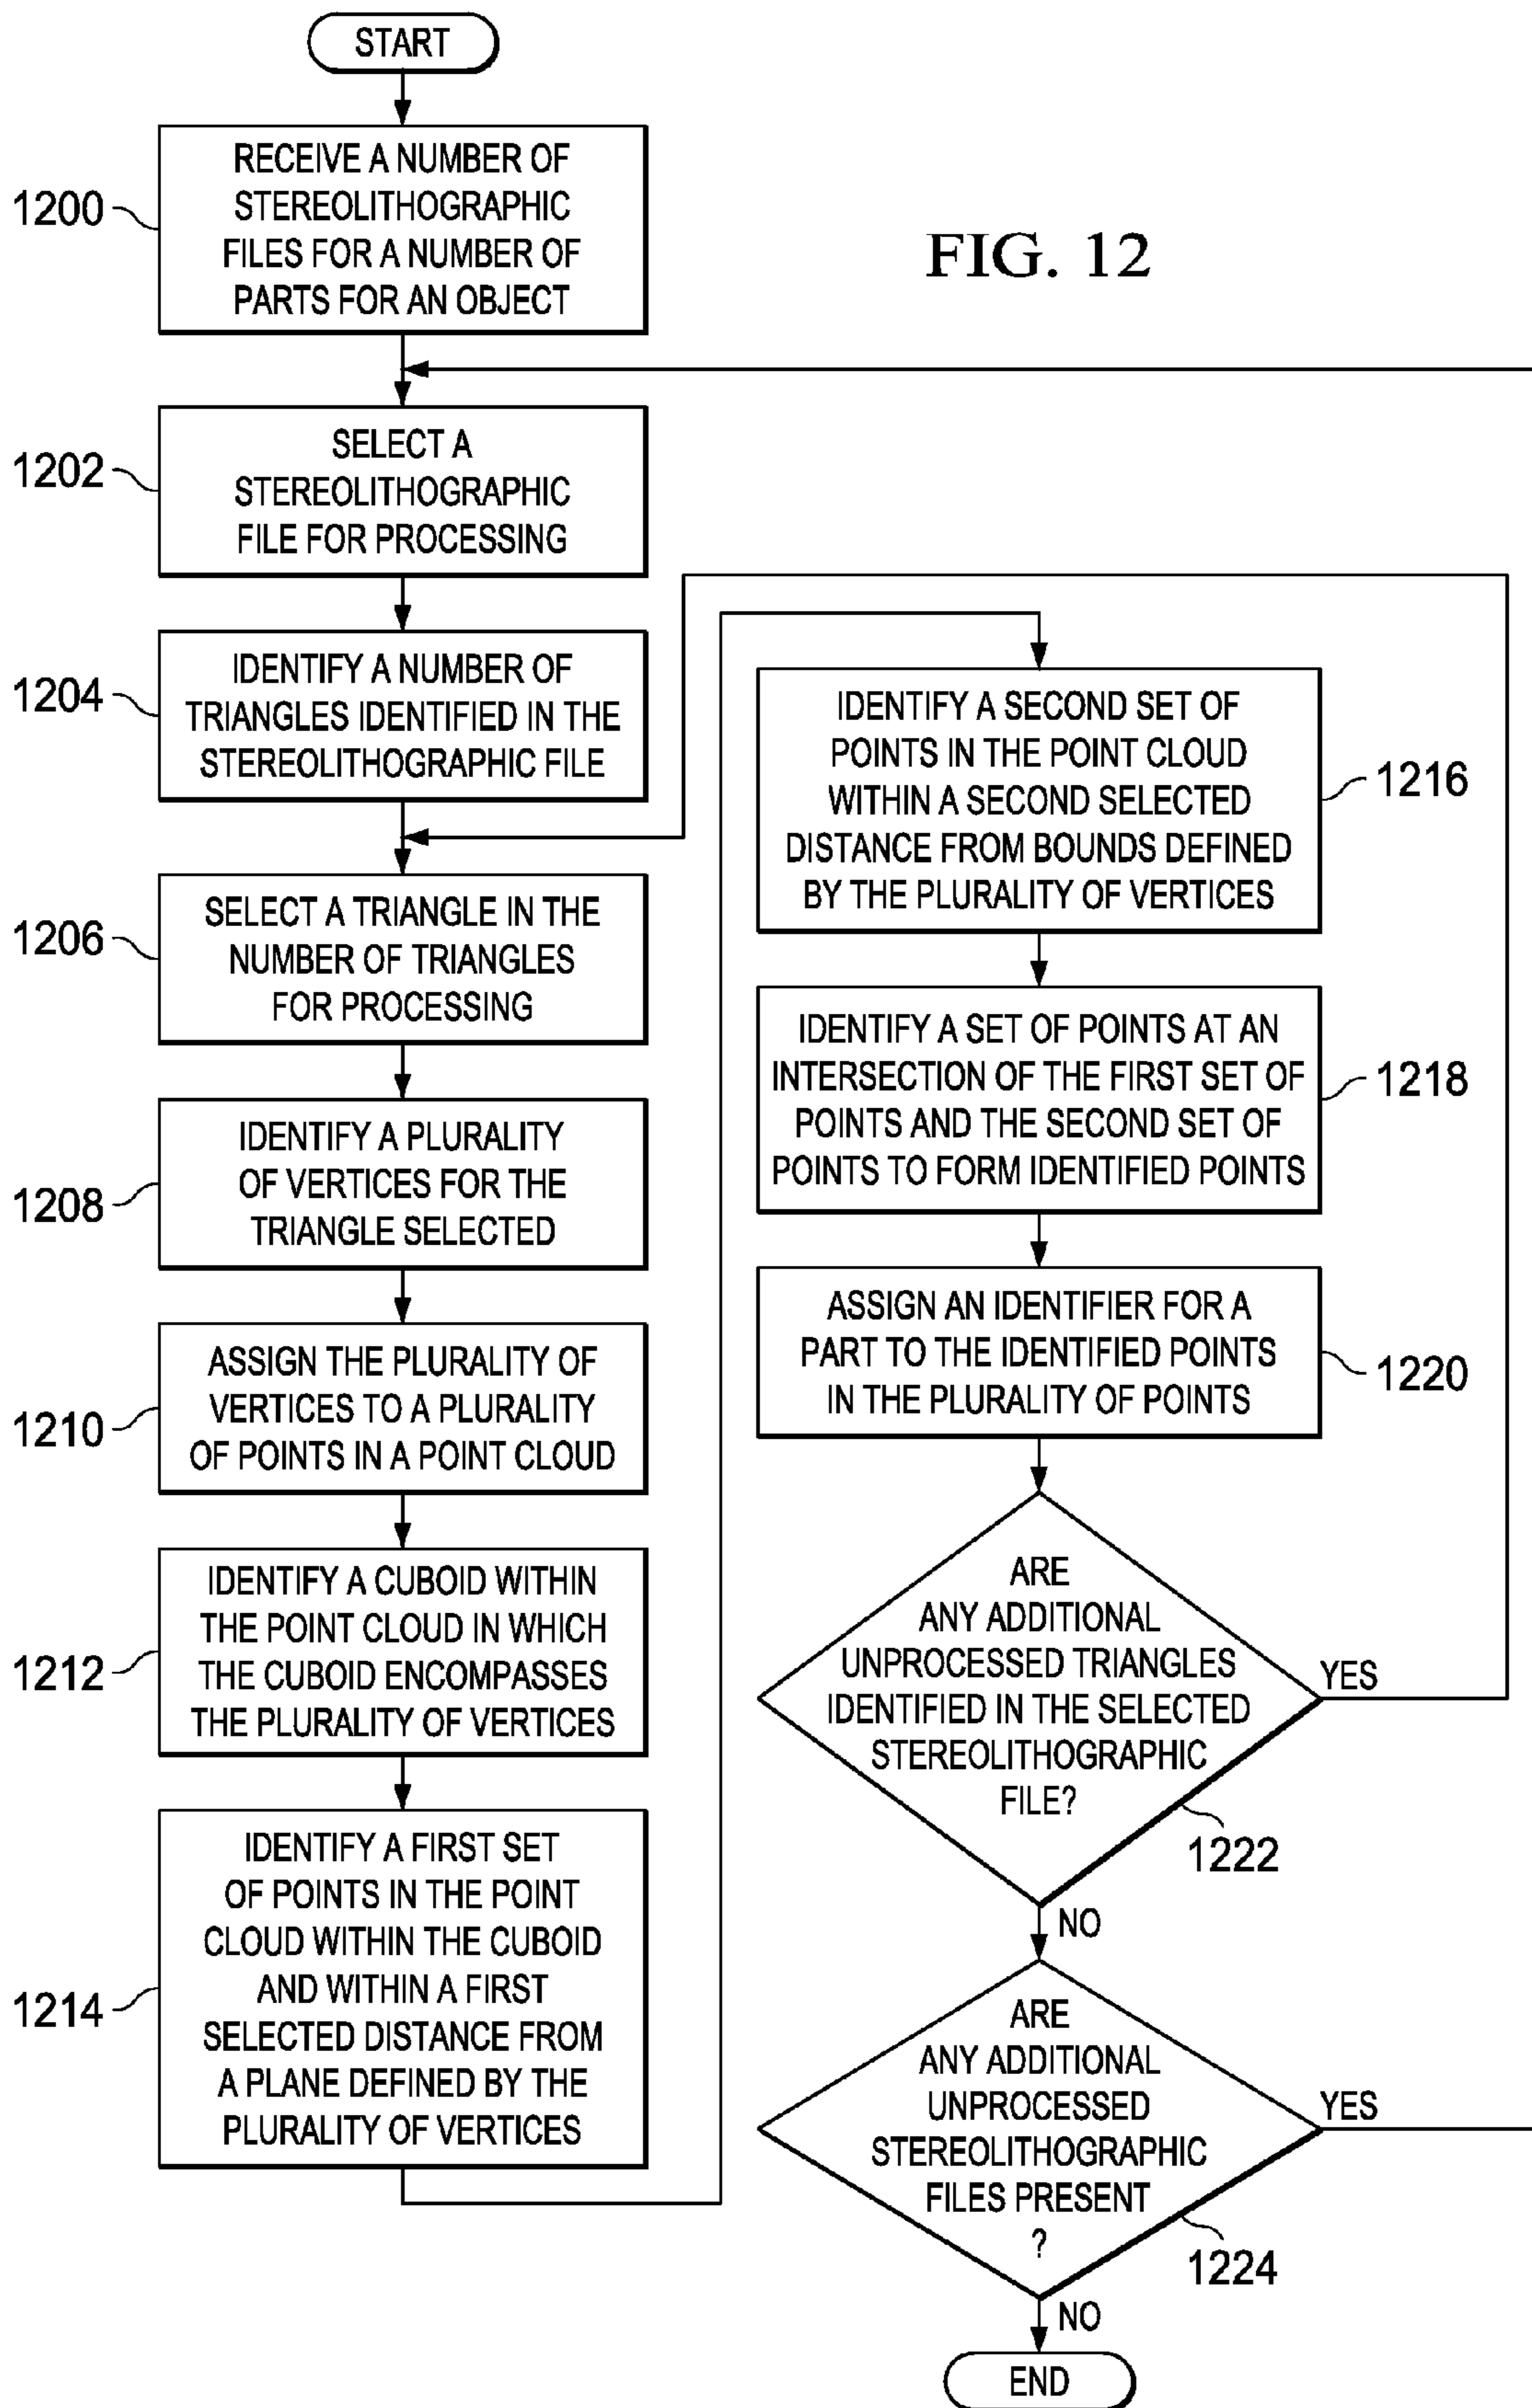 START
RECEIVE A NUMBER OF
STEREOLITHOGRAPHIC
FILES FOR A NUMBER OF
PARTS FOR AN OBJECT
1200
FIG. 12
SELECT A
STEREOLITHOGRAPHIC
FILE FOR PROCESSING
1202
IDENTIFY A NUMBER OF
TRIANGLES IDENTIFIED IN THE
STEREOLITHOGRAPHIC FILE
1204
SELECT A TRIANGLE IN THE
NUMBER OF TRIANGLES
FOR PROCESSING
1206
IDENTIFY A PLURALITY
OF VERTICES FOR THE
TRIANGLE SELECTED
1208
ASSIGN THE PLURALITY OF
VERTICES TO A PLURALITY
OF POINTS IN A POINT CLOUD
1210
IDENTIFY A CUBOID WITHIN
THE POINT CLOUD IN WHICH
THE CUBOID ENCOMPASSES
THE PLURALITY OF VERTICES
1212
IDENTIFY A FIRST SET
OF POINTS IN THE POINT
CLOUD WITHIN THE CUBOID
AND WITHIN A FIRST
SELECTED DISTANCE FROM
A PLANE DEFINED BY THE
PLURALITY OF VERTICES
1214
IDENTIFY A SECOND SET OF
POINTS IN THE POINT CLOUD
WITHIN A SECOND SELECTED
DISTANCE FROM BOUNDS DEFINED
BY THE PLURALITY OF VERTICES
1216
IDENTIFY A SET OF POINTS AT AN
INTERSECTION OF THE FIRST SET OF
POINTS AND THE SECOND SET OF
POINTS TO FORM IDENTIFIED POINTS
1218
ASSIGN AN IDENTIFIER FOR A
PART TO THE IDENTIFIED POINTS
IN THE PLURALITY OF POINTS
1220
ARE
ANY ADDITIONAL
UNPROCESSED TRIANGLES
IDENTIFIED IN THE SELECTED
STEREOLITHOGRAPHIC
FILE?
YES
1222
NO
ARE
ANY ADDITIONAL
UNPROCESSED
STEREOLITHOGRAPHIC
FILES PRESENT
?
YES
1224
NO
END